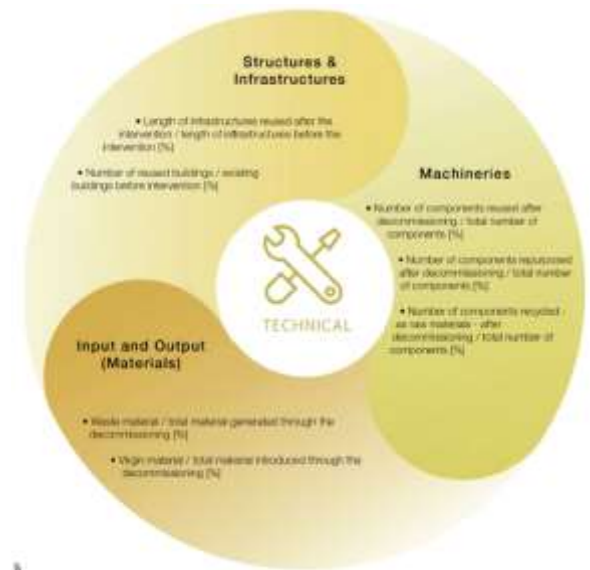 Structures &
Infrastructures
• Length of infrastructures reused after the
intervention / length of infrastructures before the
intervention [%]
• Number of reused buildings / existing
buildings before intervention [%]
Machineries
• Number of components reused after
decommissioning / total number of
components [%]
• Number of components repurposed
after decommissioning / total number
of components [%]
• Number of components recycled -
as raw materials - after
decommissioning / total number of
components [%]
TECHNICAL
Input and Output
(Materials)
• Waste material / total material generated through the
decommissioning [%]
• Virgin material / total material introduced through the
decommissioning [%]